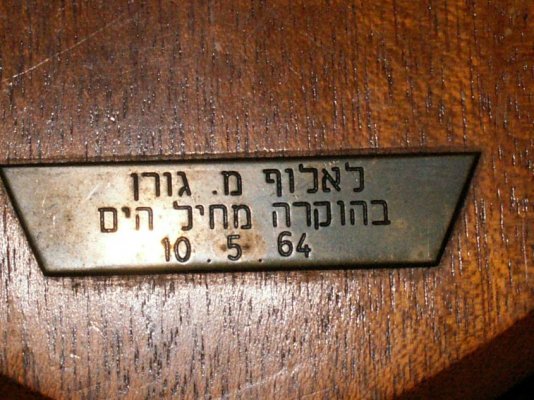 לאלוף מ. גורן
בהוקרה מחיל הים
10.5.64